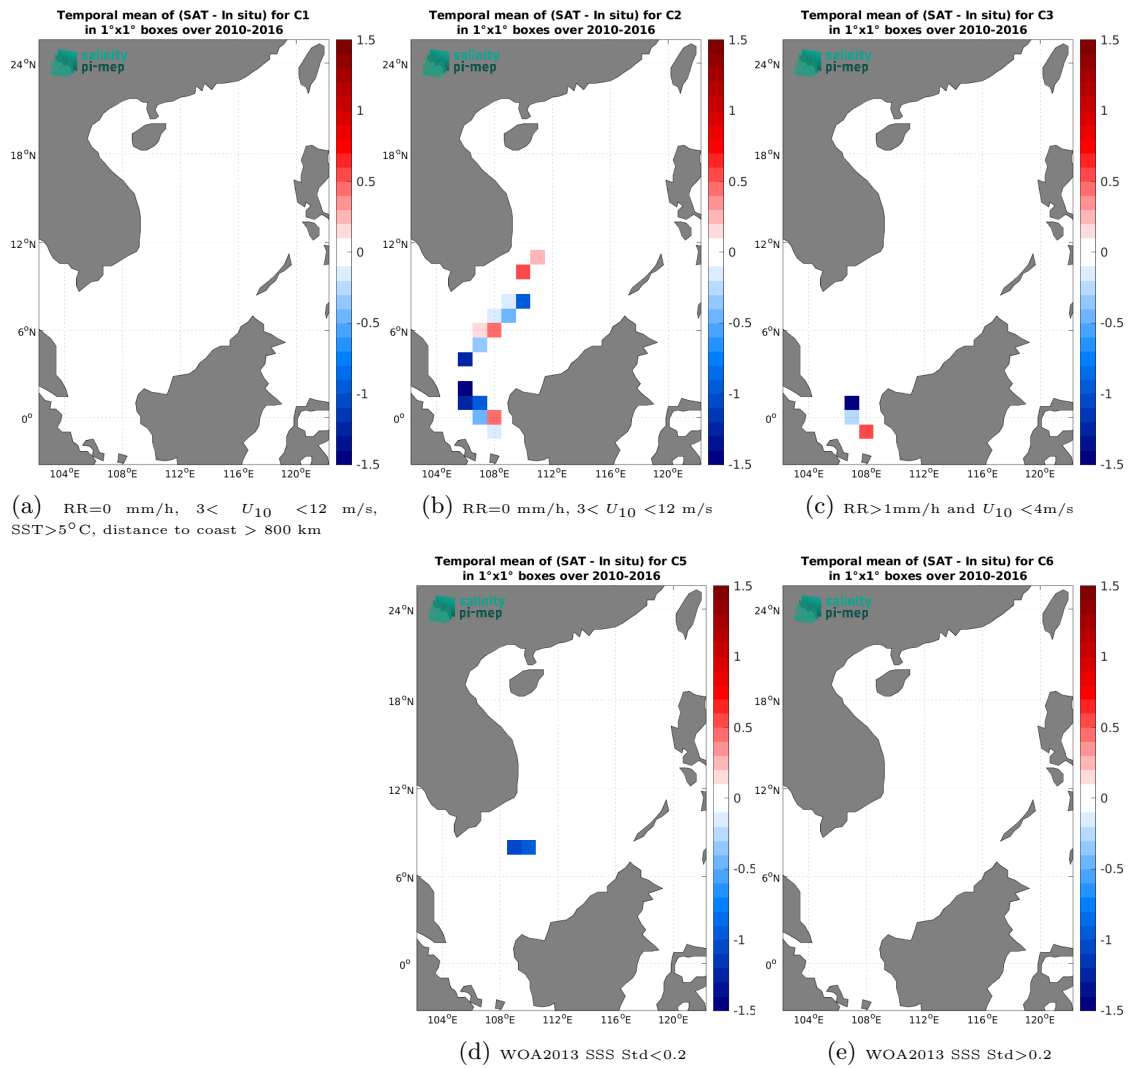 Temporal mean of (SAT - In situ) for C1
in 1°x1° boxes over 2010-2016
salinity
pi-mep
24°N
18°N
12°N
6°N
0°
104°E
108°E
112°E
116°E
120°E
1.5
1
0.5
0
-0.5
-1
-1.5
(a) RR=0 mm/h, 3< U10 <12 m/s,
SST>5°C, distance to coast > 800 km
Temporal mean of (SAT - In situ) for C2
in 1°x1° boxes over 2010-2016
salinity
pi-mep
24°N
18°N
12°N
6°N
0°
104°E
108°E
112°E
116°E
120°E
1.5
1
0.5
0
-0.5
-1
-1.5
(b) RR=0 mm/h, 3< U10 <12 m/s
Temporal mean of (SAT - In situ) for C3
in 1°x1° boxes over 2010-2016
salinity
pi-mep
24°N
18°N
12°N
6°N
0°
104°E
108°E
112°E
116°E
120°E
1.5
1
0.5
0
-0.5
-1
-1.5
(c) RR>1mm/h and U10 <4m/s
Temporal mean of (SAT - In situ) for C5
in 1°x1° boxes over 2010-2016
salinity
pi-mep
24°N
18°N
12°N
6°N
0°
104°E
108°E
112°E
116°E
120°E
1.5
1
0.5
0
-0.5
-1
-1.5
(d) WOA2013 SSS Std<0.2
Temporal mean of (SAT - In situ) for C6
in 1°x1° boxes over 2010-2016
salinity
pi-mep
24°N
18°N
12°N
6°N
0°
104°E
108°E
112°E
116°E
120°E
1.5
1
0.5
0
-0.5
-1
-1.5
(e) WOA2013 SSS Std>0.2